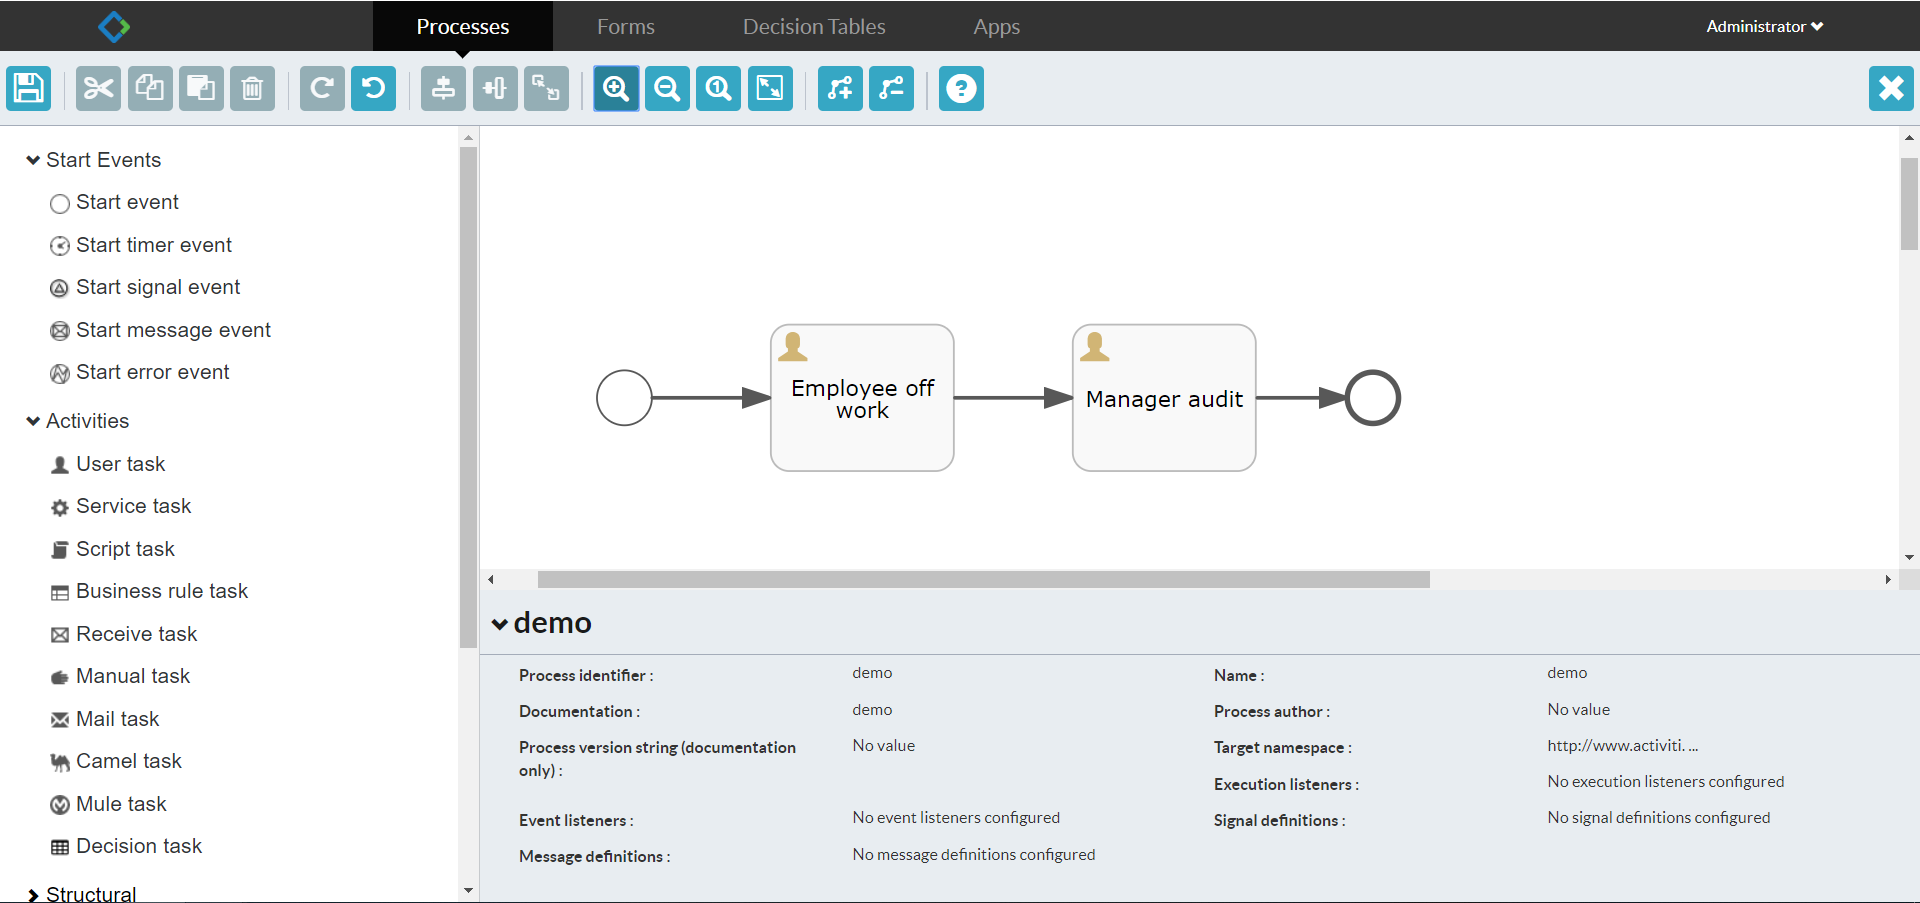 Processes
Forms
Decision Tables
Apps
Administrator
Start Events
Start event
Start timer event
Start signal event
Start message event
Start error event
Activities
User task
Service task
Script task
Business rule task
Receive task
Manual task
Mail task
Camel task
Mule task
Decision task
Structural
Employee off
work
Manager audit
demo
Process identifier : demo
Name : demo
Documentation : demo
Process author : No value
Process version string (documentation
only) : No value
Target namespace : http://www.activiti. ...
Execution listeners : No execution listeners configured
Event listeners : No event listeners configured
Signal definitions : No signal definitions configured
Message definitions : No message definitions configured